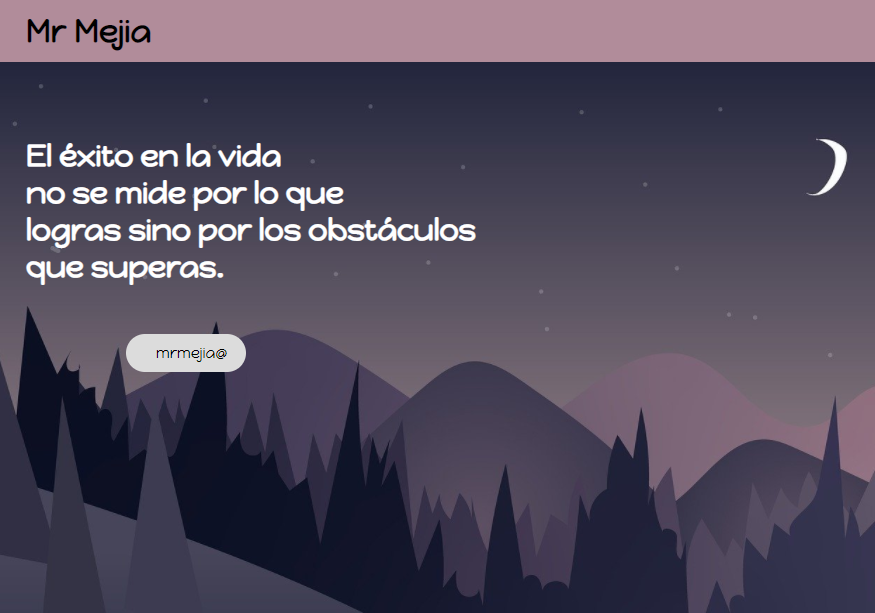 Mr Mejia
El éxito en la vida
no se mide por lo que
logras sino por los obstáculos
que superas.
mrmejia@